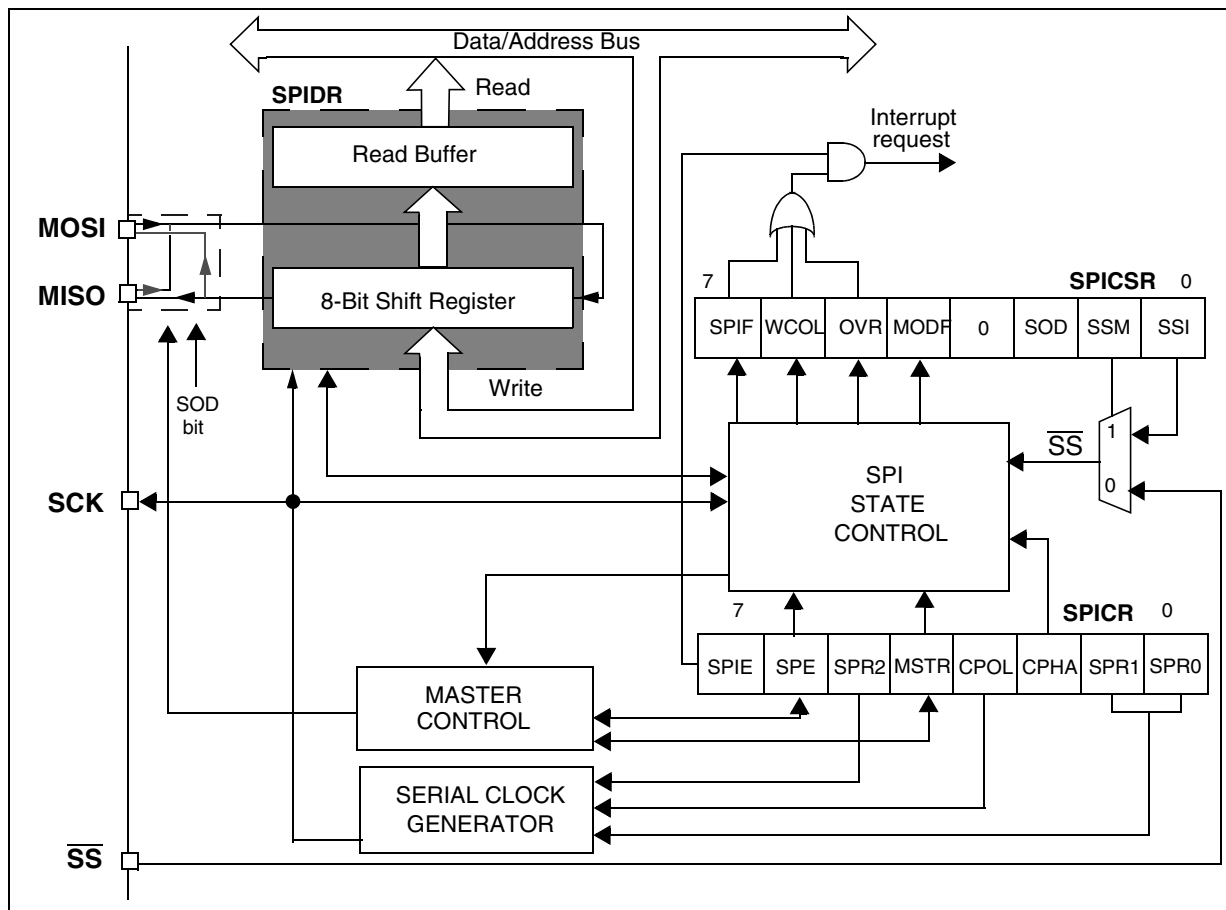 Data/Address Bus
SPIDR
Read
Read Buffer
Interrupt
request
MOSI
MISO
8-Bit Shift Register
7
SPICSR
0
SPIF
WCOL
OVR
MODF
0
SOD
SSM
SSI
Write
SOD
bit
1
SS
0
SCK
SPI
STATE
CONTROL
7
SPICR
0
SPIE
SPE
SPR2
MSTR
CPOL
CPHA
SPR1
SPR0
MASTER
CONTROL
SERIAL CLOCK
GENERATOR
SS